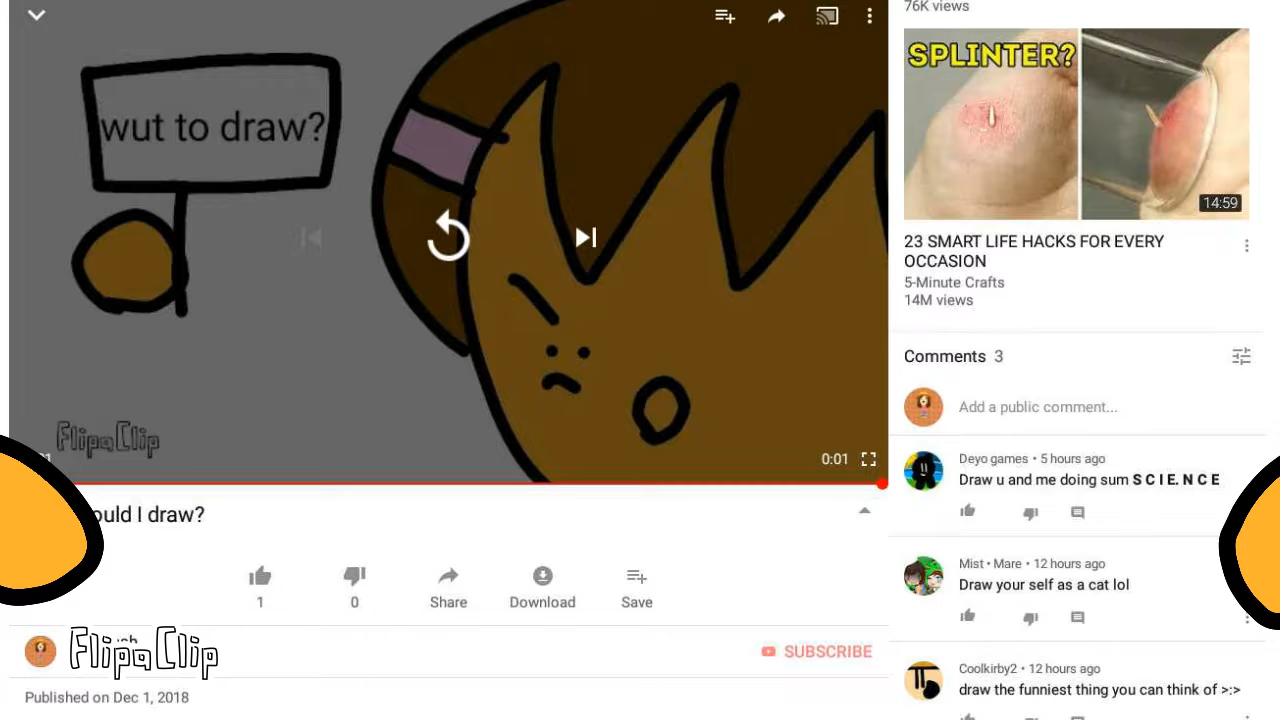 wut to draw?
FlipaClip
0:01
ould I draw?
1
0
Share
Download
Save
FlipaClip
SUBSCRIBE
Published on Dec 1, 2018
76K views
SPLINTER?
14:59
23 SMART LIFE HACKS FOR EVERY
OCCASION
5-Minute Crafts
14M views
Comments 3
Add a public comment...
Deyo games • 5 hours ago
Draw u and me doing sum S C I E. N C E
Mist • Mare • 12 hours ago
Draw your self as a cat lol
Coolkirby2 • 12 hours ago
draw the funniest thing you can think of >:>